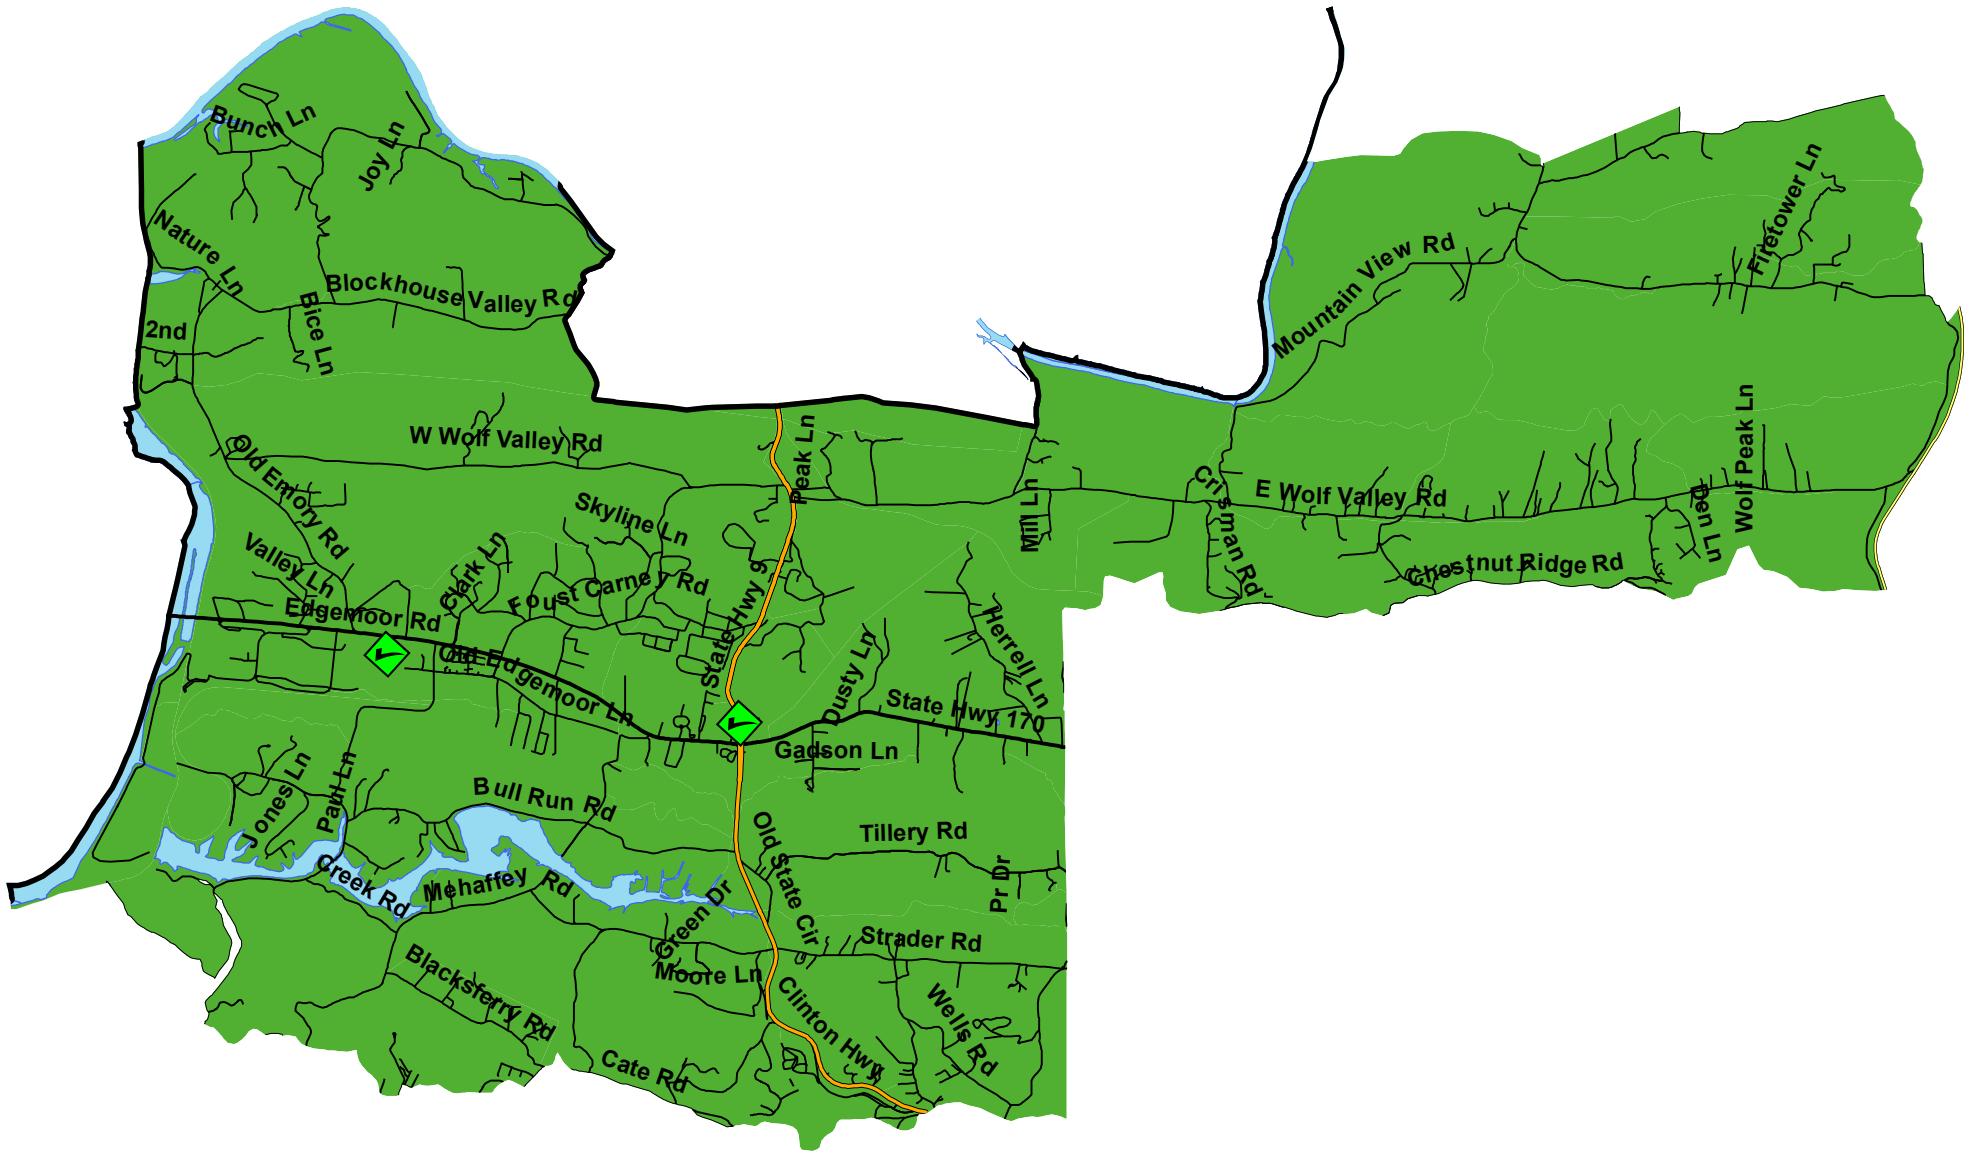 Bunch Ln
Joy Ln
Nature Ln
Blockhouse Valley Rd
Bice Ln
2nd
Mountain View Rd
Firetower Ln
W Wolf Valley Rd
Peak Ln
Old Emory Rd
Skyline Ln
Mill Ln
Crisman Rd
E Wolf Valley Rd
Den Ln
Wolf Peak Ln
Chestnut Ridge Rd
Valley Ln
Clark Ln
Foust Carney Rd
Edgemoor Rd
State Hwy 9
Herrell Ln
Old Edgemoor Ln
Dusty Ln
State Hwy 170
Gadson Ln
Jones Ln
Paul Ln
Bull Run Rd
Old State Cir
Tillery Rd
Creek Rd
Mehaffey Rd
Green Dr
Pr Dr
Strader Rd
Blacksferry Rd
Moore Ln
Clinton Hwy
Wells Rd
Cate Rd